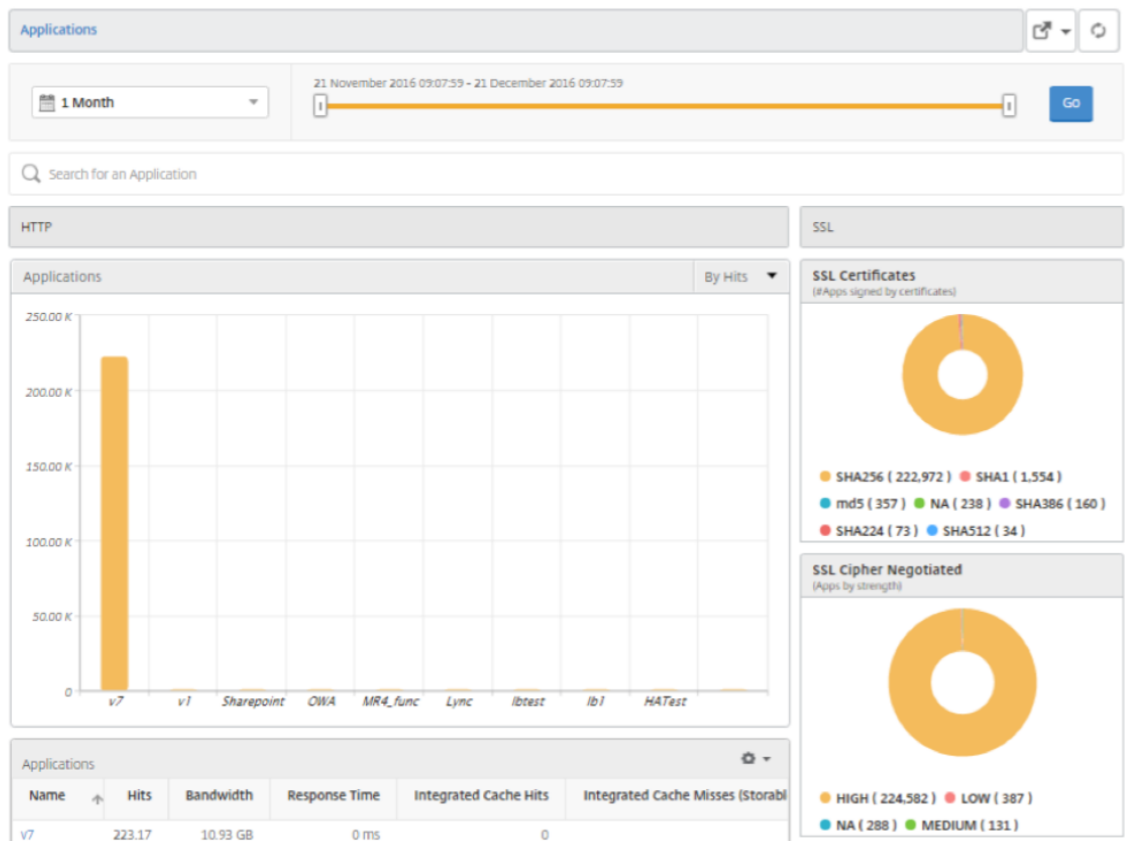 Applications
21 November 2016 09:07:59 - 21 December 2016 09:07:59
1 Month
Go
Search for an Application
HTTP
Applications
By Hits
250.00 K
200.00 K
150.00 K
100.00 K
50.00 K
0
v7 v1 Sharepoint OWA MR4_func Lync lbtest lb1 HATest
Applications
Name Hits Bandwidth Response Time Integrated Cache Hits Integrated Cache Misses (Storabl
v7 223.17 10.93 GB 0 ms 0
SSL
SSL Certificates
(#Apps signed by certificates)
SHA256 ( 222,972 ) SHA1 ( 1,554 )
md5 ( 357 ) NA ( 238 ) SHA386 ( 160 )
SHA224 ( 73 ) SHA512 ( 34 )
SSL Cipher Negotiated
(Apps by strength)
HIGH ( 224,582 ) LOW ( 387 )
NA ( 288 ) MEDIUM ( 131 )